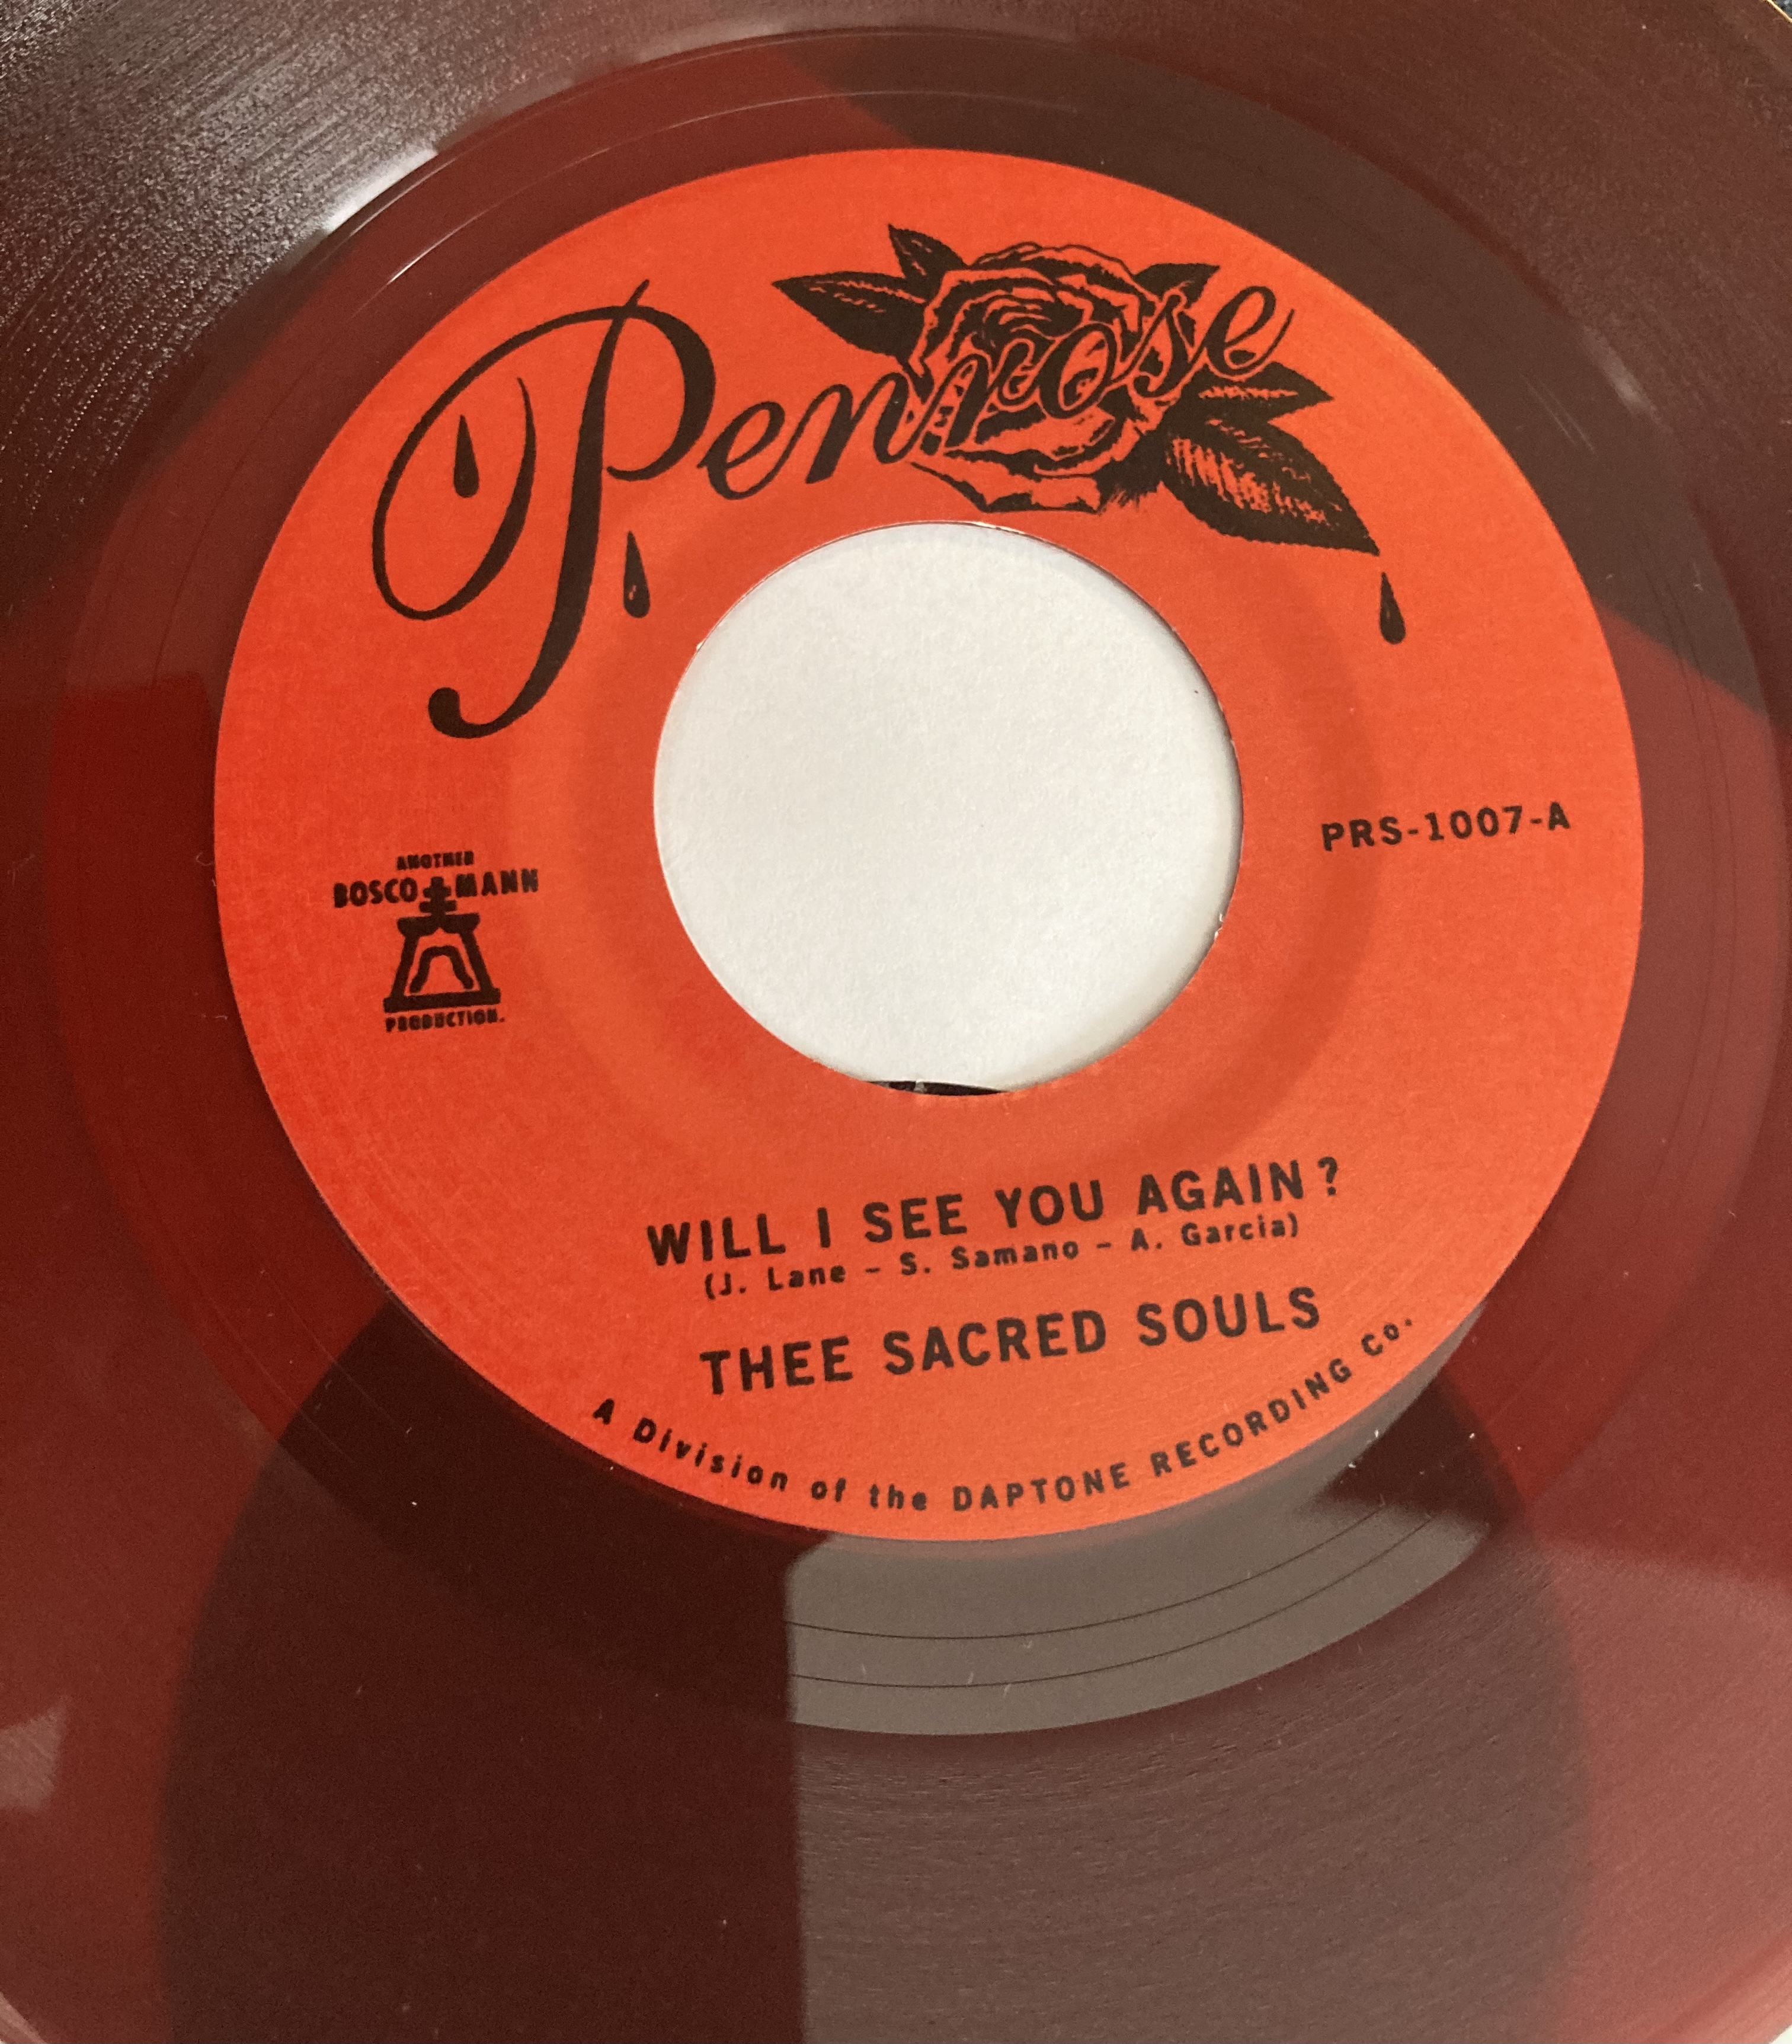 Penrose
PRS-1007-A
ANOTHER
BOSCO MANN
PRODUCTION.
WILL I SEE YOU AGAIN?
(J. Lane - S. Samano - A. Garcia)
THEE SACRED SOULS
A Division of the DAPTONE RECORDING Co.